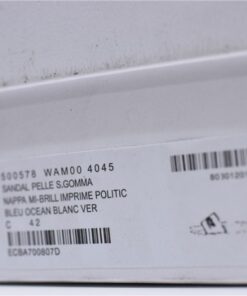 500578 WAM00 4045
SANDAL PELLE S.GOMMA
NAPPA MI-BRILL IMPRIME POLITIC
BLEU OCEAN BLANC VER
C 42
ECBA700807D